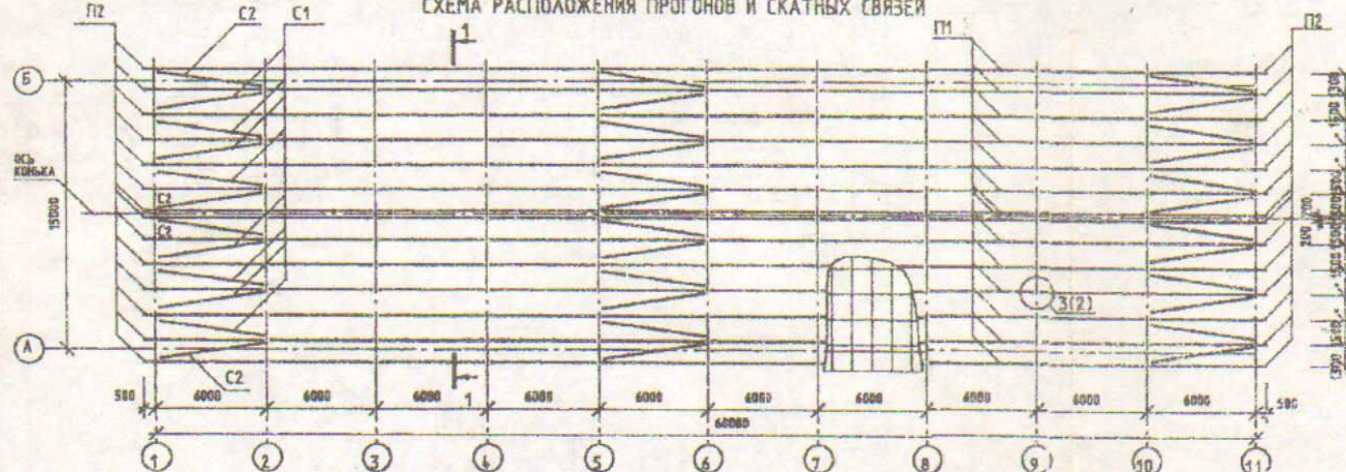 СХЕМА РАСПОЛОЖЕНИЯ ПРОГОНОВ И СКАТНЫХ СВЯЗЕЙ
П2 С2 С1 1 П1 П2
Б
ОСЬ
КОНЬКА
С2
С2
15000
3(2)
А
С2
1
500 6000 6000 6000 6000 6000 6000 6000 6000 6000 6000 500
60000
1 2 3 4 5 6 7 8 9 10 11